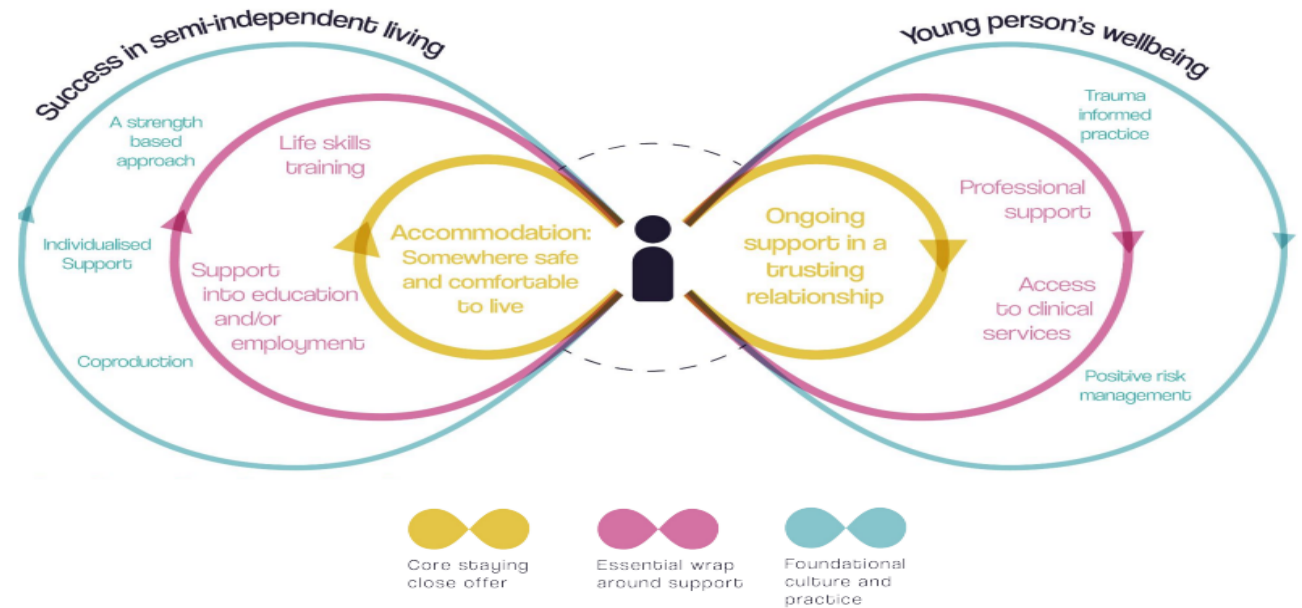 Success in semi-independent living
A strength
based
approach
Individualised
Support
Coproduction
Life skills
training
Support
into education
and/or
employment
Accommodation:
Somewhere safe
and comfortable
to live
Young person's wellbeing
Ongoing
support in a
trusting
relationship
Professional
support
Access
to clinical
services
Trauma
informed
practice
Positive risk
management
Core staying
close offer
Essential wrap
around support
Foundational
culture and
practice